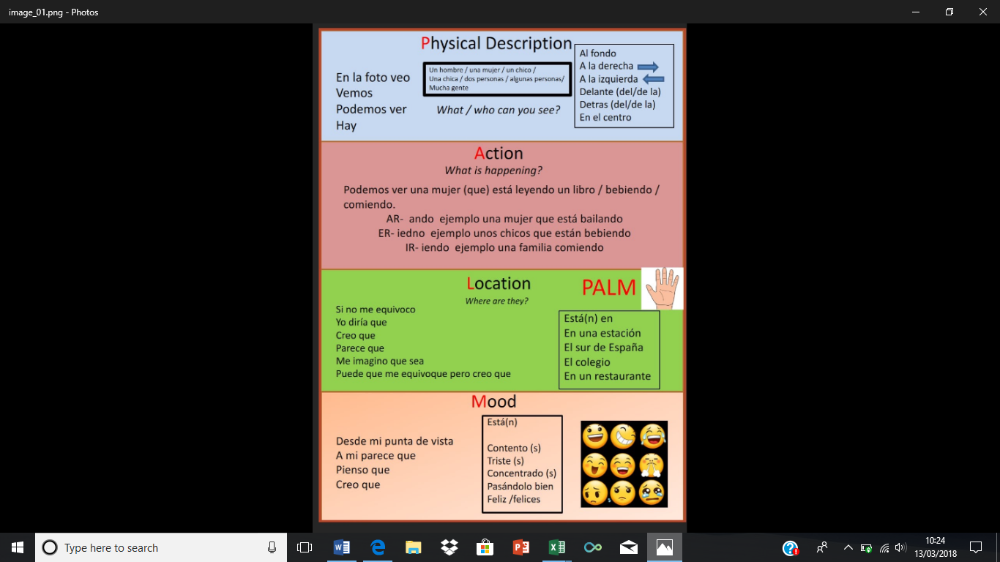 image_01.png - Photos
Physical Description
En la foto veo
Vemos
Podemos ver
Hay
Un hombre / una mujer / un chico /
Una chica / dos personas / algunas personas/
Mucha gente
What / who can you see?
Al fondo
A la derecha
A la izquierda
Delante (del/de la)
Detras (del/de la)
En el centro
Action
What is happening?
Podemos ver una mujer (que) está leyendo un libro / bebiendo /
comiendo.
AR- ando ejemplo una mujer que está bailando
ER- iedno ejemplo unos chicos que están bebiendo
IR- iendo ejemplo una familia comiendo
Location
Where are they?
PALM
Si no me equivoco
Yo diría que
Creo que
Parece que
Me imagino que sea
Puede que me equivoque pero creo que
Está(n) en
En una estación
El sur de España
El colegio
En un restaurante
Mood
Desde mi punta de vista
A mi parece que
Pienso que
Creo que
Está(n)
Contento (s)
Triste (s)
Concentrado (s)
Pasándolo bien
Feliz /felices
Type here to search
10:24
13/03/2018